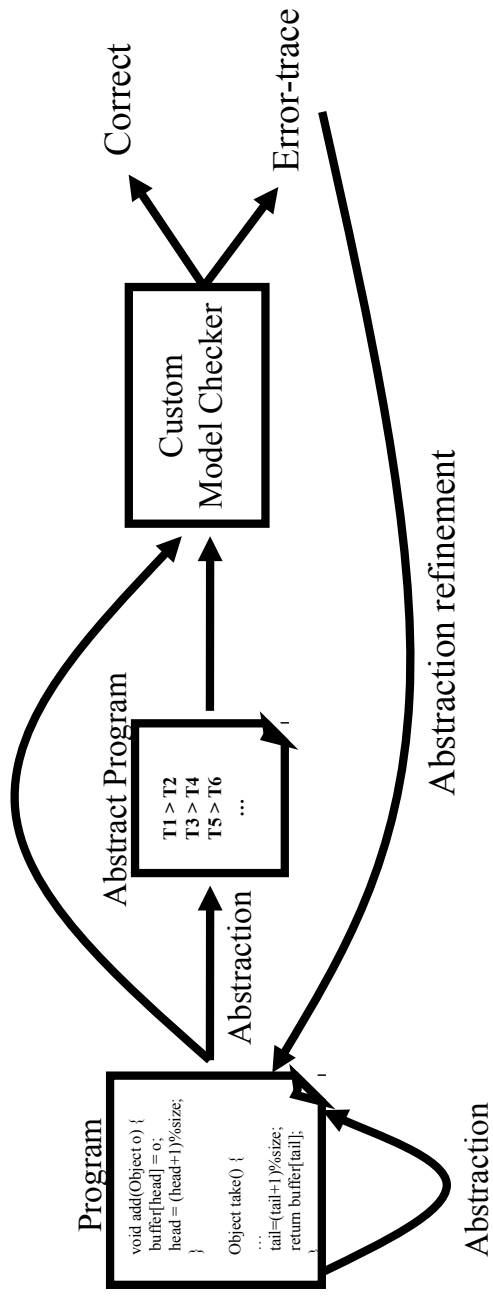 Program
void add(Object o) {
buffer[head] = o;
head = (head+1)%size;
}
Object take() {
…
tail=(tail+1)%size;
return buffer[tail];
}
Abstraction
Abstraction
Abstract Program
T1 > T2
T3 > T4
T5 > T6
…
Custom
Model Checker
Correct
Error-trace
Abstraction refinement